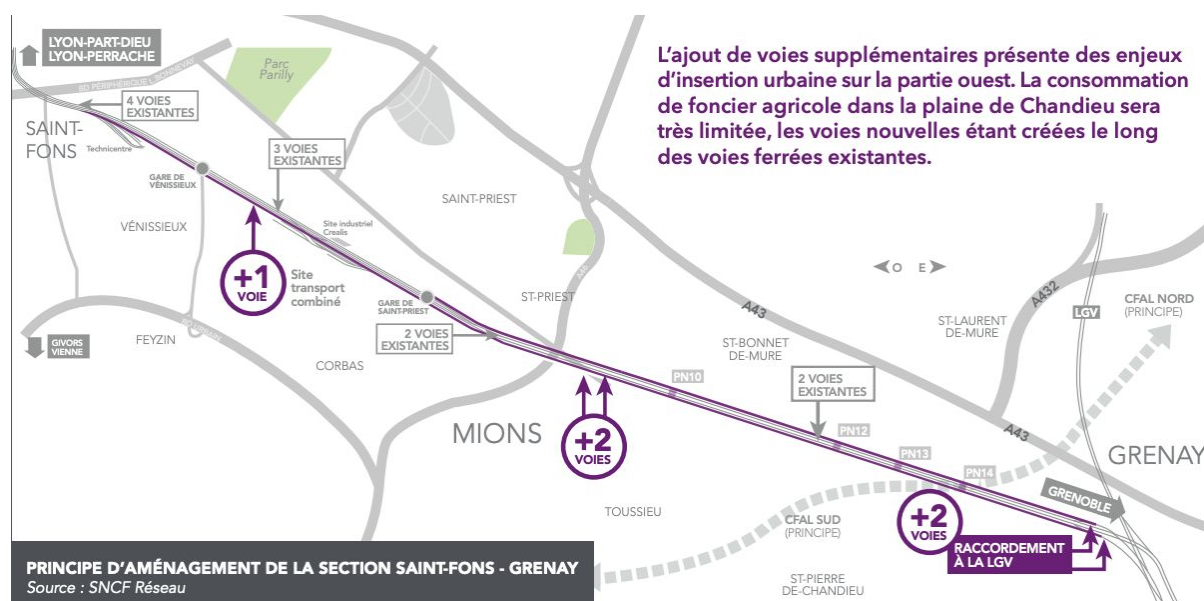 LYON-PART-DIEU
LYON-PERRACHE
BD PÉRIPHÉRIQUE L.BONNEVAY
Parc
Parilly
L'ajout de voies supplémentaires présente des enjeux
d'insertion urbaine sur la partie ouest. La consommation
de foncier agricole dans la plaine de Chandieu sera
très limitée, les voies nouvelles étant créées le long
des voies ferrées existantes.
4 VOIES
EXISTANTES
SAINT-
FONS
Technicentre
3 VOIES
EXISTANTES
GARE DE
VÉNISSIEUX
SAINT-PRIEST
VÉNISSIEUX
Site industriel
Crealis
+1
VOIE
Site
transport
combiné
O E
A46
A432
LGV
CFAL NORD
(PRINCIPE)
GARE DE
SAINT-PRIEST
ST-PRIEST
A43
ST-LAURENT
DE-MURE
2 VOIES
EXISTANTES
GIVORS
VIENNE
FEYZIN
CORBAS
ST-BONNET
DE-MURE
PN10
2 VOIES
EXISTANTES
MIONS
+2
VOIES
PN12
A43
PN13
GRENAY
PN14
GRENOBLE
TOUSSIEU
CFAL SUD
(PRINCIPE)
+2
VOIES
RACCORDEMENT
À LA LGV
PRINCIPE D'AMÉNAGEMENT DE LA SECTION SAINT-FONS - GRENAY
Source : SNCF Réseau
ST-PIERRE
DE-CHANDIEU